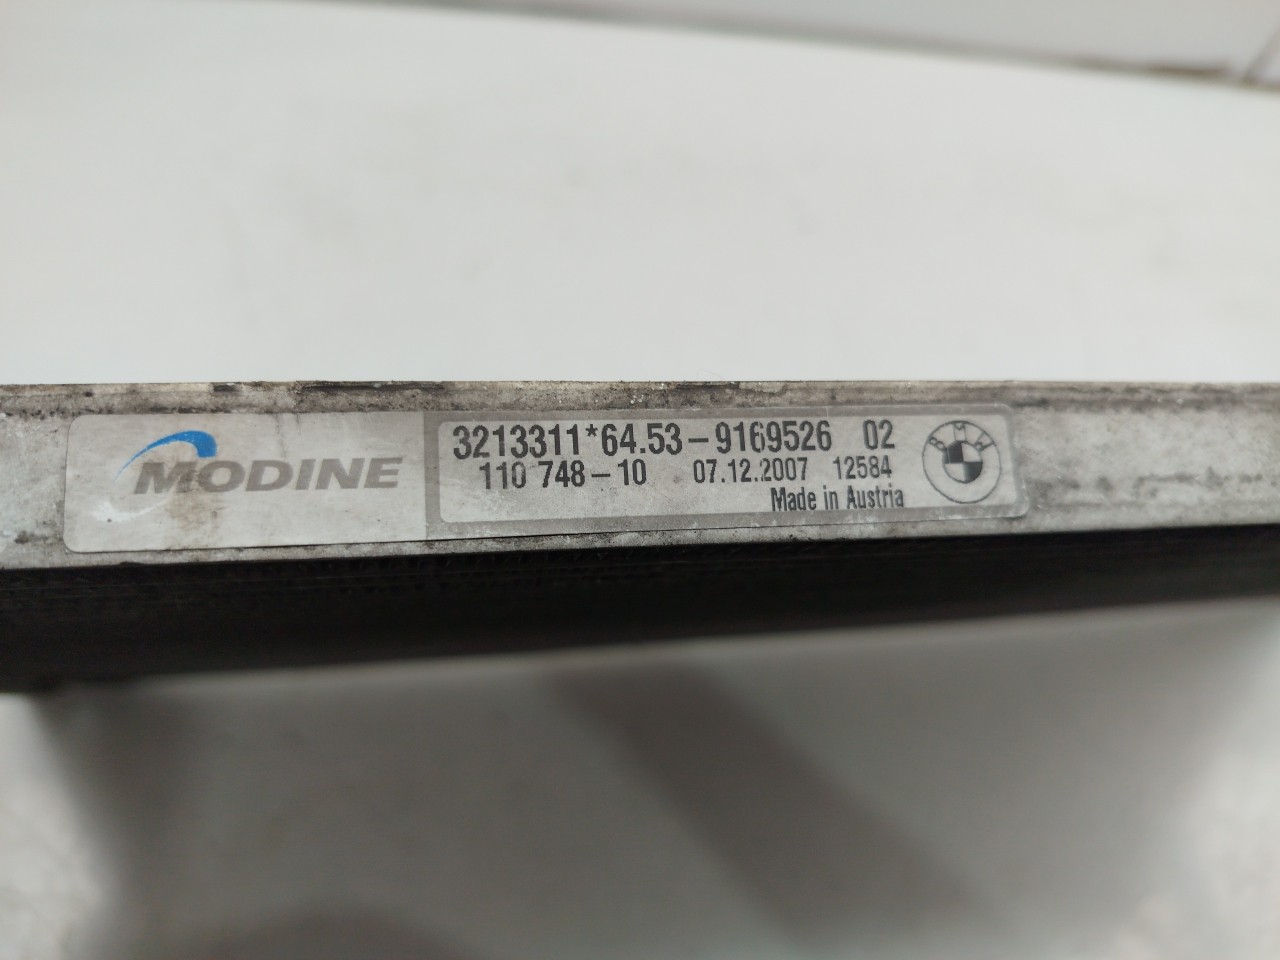 MODINE
3213311*64.53-9169526 02
110 748-10 07.12.2007 12584
Made in Austria
BMW